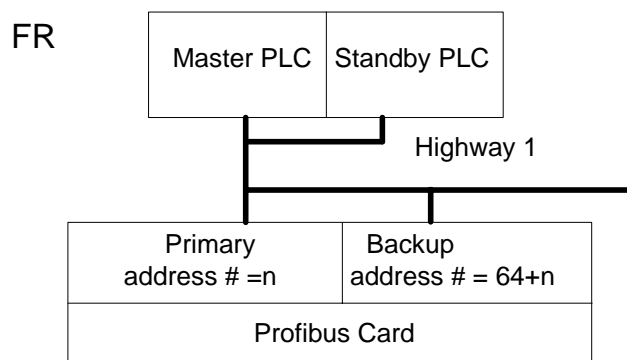 FR
Master PLC
Standby PLC
Highway 1
Primary
address # =n
Backup
address # = 64+n
Profibus Card